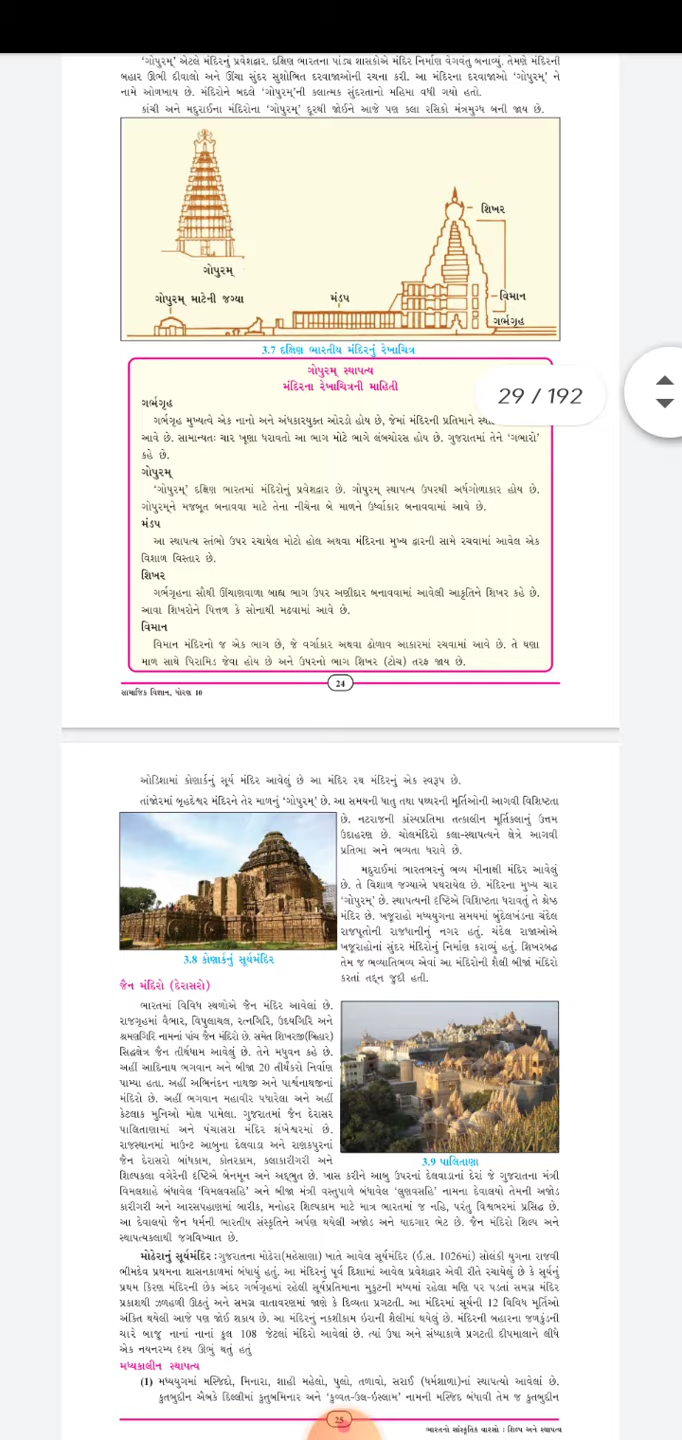 'ગોપુરમ્' એટલે મંદિરનું પ્રવેશદ્વાર. દક્ષિણ ભારતના પાંડ્ય શાસકોએ મંદિર નિર્માણ વેગવંતુ બનાવ્યું. તેમણે મંદિરની
બહાર ઊભી દીવાલો અને ઊંચા સુંદર સુશોભિત દરવાજાઓની રચના કરી. આ મંદિરના દરવાજાઓ 'ગોપુરમ્' ને
નામે ઓળખાય છે. મંદિરોને બદલે 'ગોપુરમ્'ની કલાત્મક સુંદરતાનો મહિમા વધી ગયો હતો.
કાંચી અને મદુરાઈના મંદિરોના 'ગોપુરમ્' દૂરથી જોઈને આજે પણ કલા રસિકો મંત્રમુગ્ધ બની જાય છે.
શિખર
ગોપુરમ્
ગોપુરમ્ માટેની જગ્યા
મંડપ
વિમાન
ગર્ભગૃહ
3.7 દક્ષિણ ભારતીય મંદિરનું રેખાચિત્ર
ગોપુરમ્ સ્થાપત્ય
મંદિરના રેખાચિત્રની માહિતી
29 / 192
ગર્ભગૃહ
ગર્ભગૃહ મુખ્યત્વે એક નાનો અને અંધકારયુક્ત ઓરડો હોય છે, જેમાં મંદિરની પ્રતિમાને
આવે છે. સામાન્યતઃ ચાર ખૂણા ધરાવતો આ ભાગ મોટે ભાગે લંબચોરસ હોય છે. ગુજરાતમાં તેને 'ગભારો'
કહે છે.
ગોપુરમ્
'ગોપુરમ્' દક્ષિણ ભારતમાં મંદિરોનું પ્રવેશદ્વાર છે. ગોપુરમ્ સ્થાપત્ય ઉપરથી અર્ધગોળાકાર હોય છે.
ગોપુરમ્‌ને મજબૂત બનાવવા માટે તેના નીચેના બે માળને ઉર્ધ્વાકાર બનાવવામાં આવે છે.
મંડપ
આ સ્થાપત્ય સ્તંભો ઉપર રચાયેલ મોટો હોલ અથવા મંદિરના મુખ્ય દ્વારની સામે રચવામાં આવેલ એક
વિશાળ વિસ્તાર છે.
શિખર
ગર્ભગૃહના સૌથી ઊંચાણવાળા બાહ્ય ભાગ ઉપર અણીદાર બનાવવામાં આવેલી આકૃતિને શિખર કહે છે.
આવા શિખરોને પિત્તળ કે સોનાથી મઢવામાં આવે છે.
વિમાન
વિમાન મંદિરનો જ એક ભાગ છે, જે વર્ગાકાર અથવા ઢોળાવ આકારમાં રચવામાં આવે છે. તે ઘણા
માળ સાથે પિરામિડ જેવા હોય છે અને ઉપરનો ભાગ શિખર (ટોચ) તરફ જાય છે.
24
સામાજિક વિજ્ઞાન, ધોરણ 10
ઓડિશામાં કોણાર્કનું સૂર્ય મંદિર આવેલું છે આ મંદિર રથ મંદિરનું એક સ્વરૂપ છે.
તાંજોરમાં બૃહદેશ્વર મંદિરને તેર માળનું 'ગોપુરમ્' છે. આ સમયની ધાતુ તથા પથ્થરની મૂર્તિઓની આગવી વિશિષ્ટતા
છે. નટરાજની કાંસ્યપ્રતિમા તત્કાલીન મૂર્તિકલાનું ઉત્તમ
ઉદાહરણ છે. ચોલમંદિરો કલા-સ્થાપત્યને ક્ષેત્રે આગવી
પ્રતિભા અને ભવ્યતા ધરાવે છે.
મદુરાઈમાં ભારતભરનું ભવ્ય મીનાક્ષી મંદિર આવેલું
છે. તે વિશાળ જગ્યાએ પથરાયેલ છે. મંદિરના મુખ્ય ચાર
'ગોપુરમ્' છે. સ્થાપત્યની દૃષ્ટિએ વિશિષ્ટતા ધરાવતું તે શ્રેષ્ઠ
મંદિર છે. ખજૂરાહો મધ્યયુગના સમયમાં બુંદેલખંડના ચંદેલ
રાજપૂતોની રાજધાનીનું નગર હતું. ચંદેલ રાજાઓએ
ખજૂરાહોનાં સુંદર મંદિરોનું નિર્માણ કરાવ્યું હતું. શિખરબદ્ધ
તેમ જ ભવ્યાતિભવ્ય એવાં આ મંદિરોની શૈલી બીજાં મંદિરો
કરતાં તદ્દન જુદી હતી.
3.8 કોણાર્કનું સૂર્યમંદિર
જૈન મંદિરો (દેરાસરો)
ભારતમાં વિવિધ સ્થળોએ જૈન મંદિર આવેલાં છે.
રાજગૃહમાં વૈભાર, વિપુલાચલ, રત્નગિરિ, ઉદયગિરિ અને
શ્રમણગિરિ નામનાં પાંચ જૈન મંદિરો છે. સમેત શિખરજી(બિહાર)
સિદ્ધક્ષેત્ર જૈન તીર્થધામ આવેલું છે. તેને મધુવન કહે છે.
અહીં આદિનાથ ભગવાન અને બીજા 20 તીર્થંકરો નિર્વાણ
પામ્યા હતા. અહીં અભિનંદન નાથજી અને પાર્શ્વનાથજીનાં
મંદિરો છે. અહીં ભગવાન મહાવીર પધારેલા અને અહીં
કેટલાક મુનિઓ મોક્ષ પામેલા. ગુજરાતમાં જૈન દેરાસર
પાલિતાણામાં અને પંચાસરા મંદિર શંખેશ્વરમાં છે.
રાજસ્થાનમાં માઉન્ટ આબુના દેલવાડા અને રાણકપુરનાં
જૈન દેરાસરો બાંધકામ, કોતરકામ, કલાકારીગરી અને
3.9 પાલિતાણા
શિલ્પકલા વગેરેની દૃષ્ટિએ બેનમૂન અને અદ્ભુત છે. ખાસ કરીને આબુ ઉપરનાં દેલવાડાનાં દેરાં જે ગુજરાતના મંત્રી
વિમલશાહે બંધાવેલ 'વિમલવસહિ' અને બીજા મંત્રી વસ્તુપાળે બંધાવેલ 'લુણવસહિ' નામના દેવાલયો તેમની અજોડ
કારીગરી અને આરસપહાણમાં બારીક, મનોહર શિલ્પકામ માટે માત્ર ભારતમાં જ નહિ, પરંતુ વિશ્વભરમાં પ્રસિદ્ધ છે.
આ દેવાલયો જૈન ધર્મની ભારતીય સંસ્કૃતિને અર્પણ થયેલી અજોડ અને યાદગાર ભેટ છે. જૈન મંદિરો શિલ્પ અને
સ્થાપત્યકલાથી જગવિખ્યાત છે.
મોઢેરાનું સૂર્યમંદિર : ગુજરાતના મોઢેરા(મહેસાણા) ખાતે આવેલ સૂર્યમંદિર (ઈ.સ. 1026માં) સોલંકી યુગના રાજવી
ભીમદેવ પ્રથમના શાસનકાળમાં બંધાયું હતું. આ મંદિરનું પૂર્વ દિશામાં આવેલ પ્રવેશદ્વાર એવી રીતે રચાયેલું છે કે સૂર્યનું
પ્રથમ કિરણ મંદિરની છેક અંદર ગર્ભગૃહમાં રહેલી સૂર્યપ્રતિમાના મુકુટની મધ્યમાં રહેલા મણિ પર પડતાં સમગ્ર મંદિર
પ્રકાશથી ઝળહળી ઊઠતું અને સમગ્ર વાતાવરણમાં જાણે કે દિવ્યતા પ્રગટતી. આ મંદિરમાં સૂર્યની 12 વિવિધ મૂર્તિઓ
અંકિત થયેલી આજે પણ જોઈ શકાય છે. આ મંદિરનું નકશીકામ ઇરાની શૈલીમાં થયેલું છે. મંદિરની બહારના જળકુંડની
ચારે બાજુ નાનાં નાનાં કુલ 108 જેટલાં મંદિરો આવેલાં છે. ત્યાં ઉષા અને સંધ્યાકાળે પ્રગટતી દીપમાલાને લીધે
એક નયનરમ્ય દૃશ્ય ઊભું થતું હતું
મધ્યકાલીન સ્થાપત્ય
(1) મધ્યયુગમાં મસ્જિદો, મિનારા, શાહી મહેલો, પુલો, તળાવો, સરાઈ (ધર્મશાળા)નાં સ્થાપત્યો આવેલાં છે.
કુતબુદીન ઐબકે દિલ્હીમાં કુતુબમિનાર અને 'કુવ્વત-ઉલ-ઇસ્લામ' નામની મસ્જિદ બંધાવી તેમ જ કુતબુદીન
25
ભારતનો સાંસ્કૃતિક વારસો : શિલ્પ અને સ્થાપત્ય